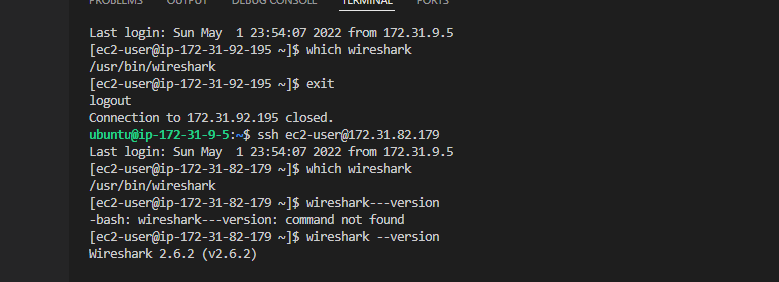 PROBLEMS OUTPUT DEBUG CONSOLE TERMINAL PORTS
Last login: Sun May  1 23:54:07 2022 from 172.31.9.5
[ec2-user@ip-172-31-92-195 ~]$ which wireshark
/usr/bin/wireshark
[ec2-user@ip-172-31-92-195 ~]$ exit
logout
Connection to 172.31.92.195 closed.
ubuntu@ip-172-31-9-5:~$ ssh ec2-user@172.31.82.179
Last login: Sun May  1 23:54:07 2022 from 172.31.9.5
[ec2-user@ip-172-31-82-179 ~]$ which wireshark
/usr/bin/wireshark
[ec2-user@ip-172-31-82-179 ~]$ wireshark---version
-bash: wireshark---version: command not found
[ec2-user@ip-172-31-82-179 ~]$ wireshark --version
Wireshark 2.6.2 (v2.6.2)